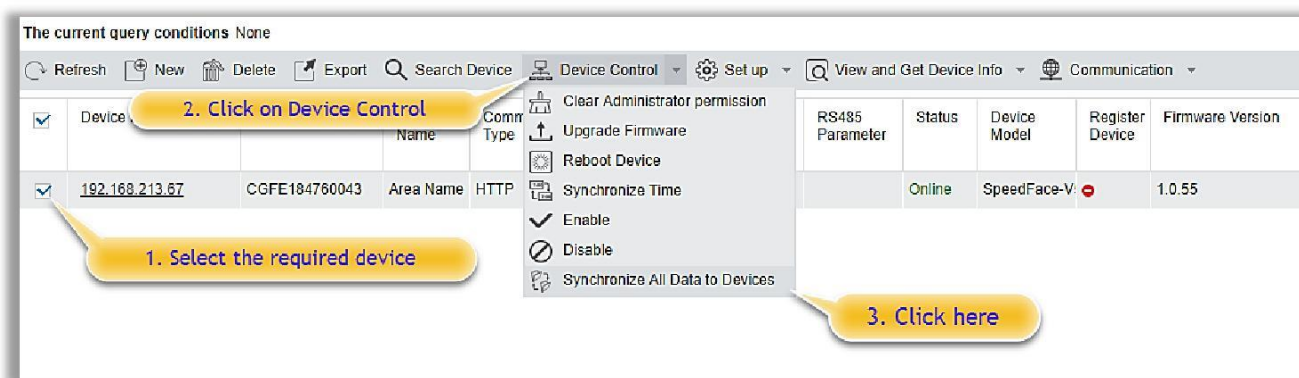 The current query conditions None
Refresh New Delete Export Search Device Device Control Set up View and Get Device Info Communication
2. Click on Device Control
Clear Administrator permission
Upgrade Firmware
Reboot Device
Synchronize Time
Enable
Disable
Synchronize All Data to Devices
Device
Name
Type
RS485
Parameter
Status
Device
Model
Register
Device
Firmware Version
192.168.213.67 CGFE184760043 Area Name HTTP Online SpeedFace-V 1.0.55
1. Select the required device
3. Click here